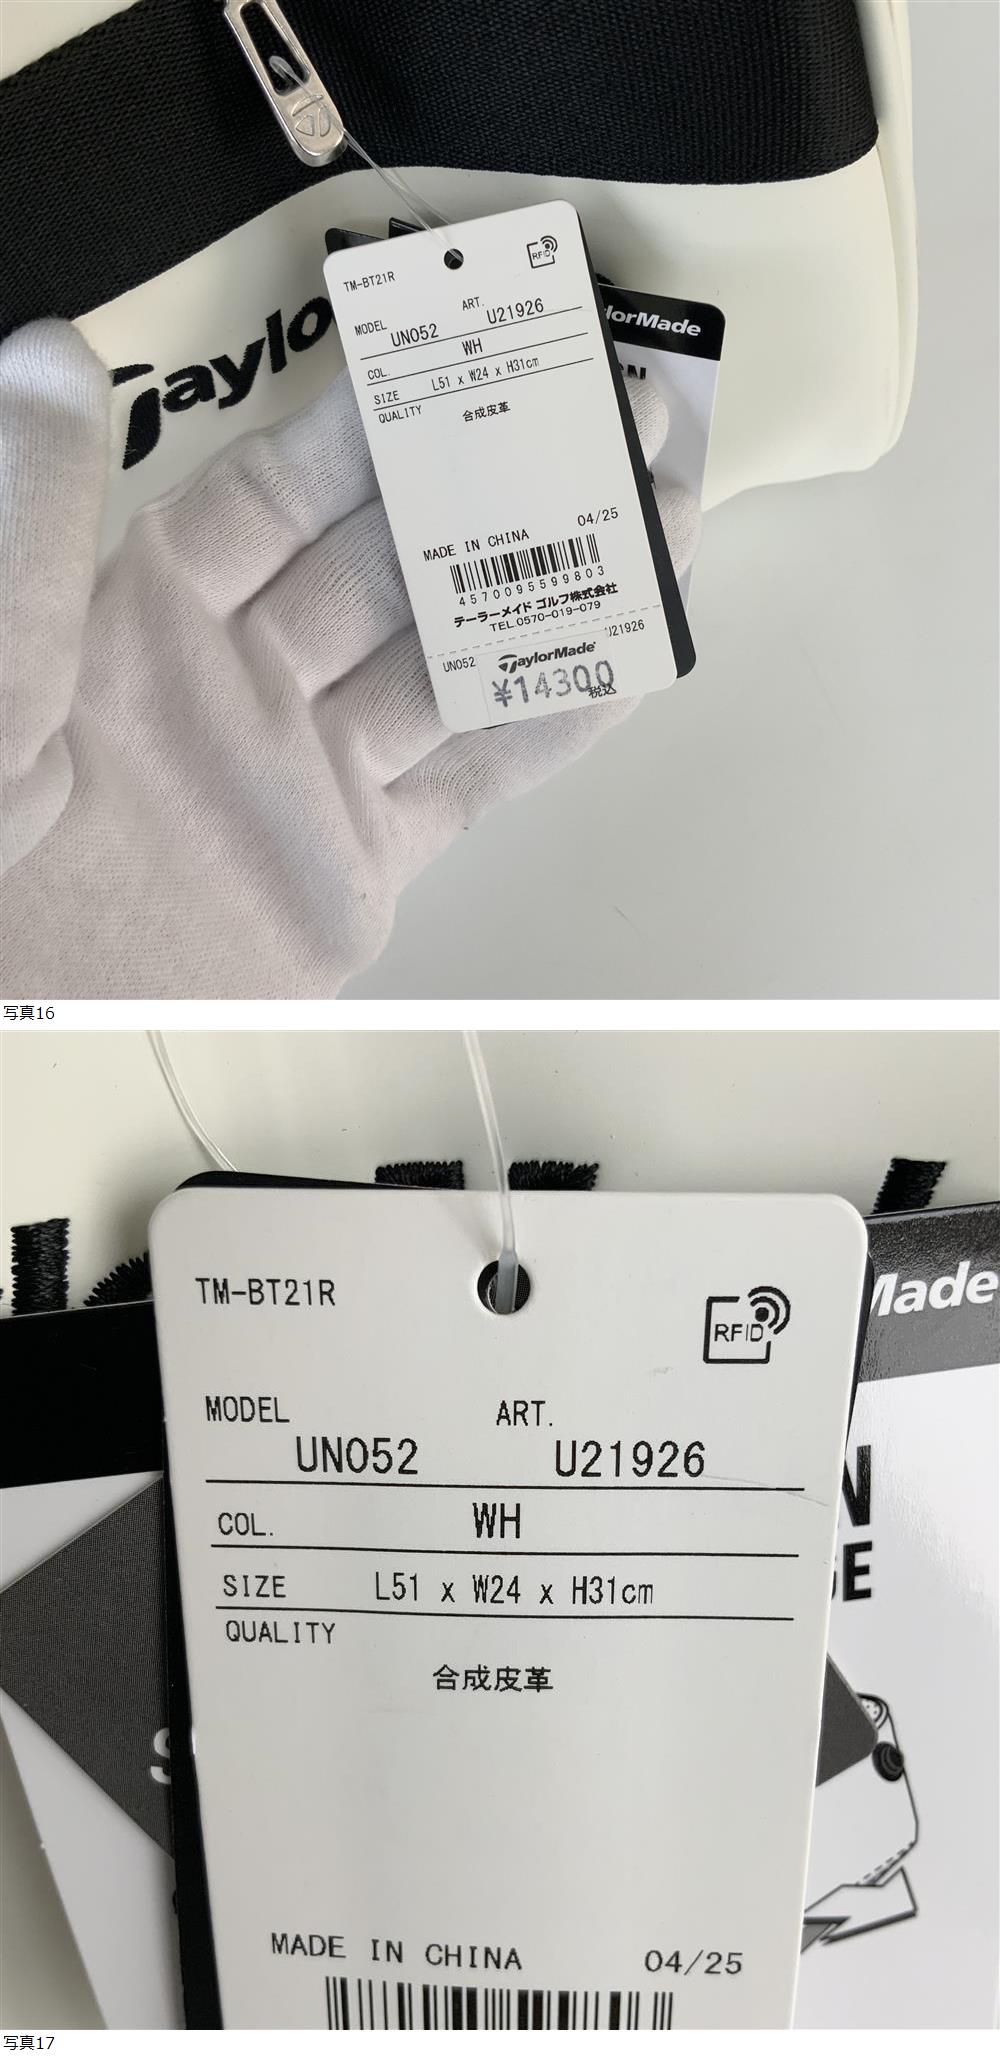 TaylorMade
Taylo
TM-BT21R
RFID
MODEL UN052 ART. U21926
COL. WH
SIZE L51 x W24 x H31cm
QUALITY 合成皮革
MADE IN CHINA 04/25
4570095599803
テーラーメイド ゴルフ株式会社
TEL.0570-019-079
UN052 U21926
TaylorMade
¥14300
税込
写真16
TM-BT21R
RFID
Made
MODEL ART.
UN052 U21926
COL. WH
SIZE L51 x W24 x H31cm
QUALITY
合成皮革
MADE IN CHINA 04/25
写真17